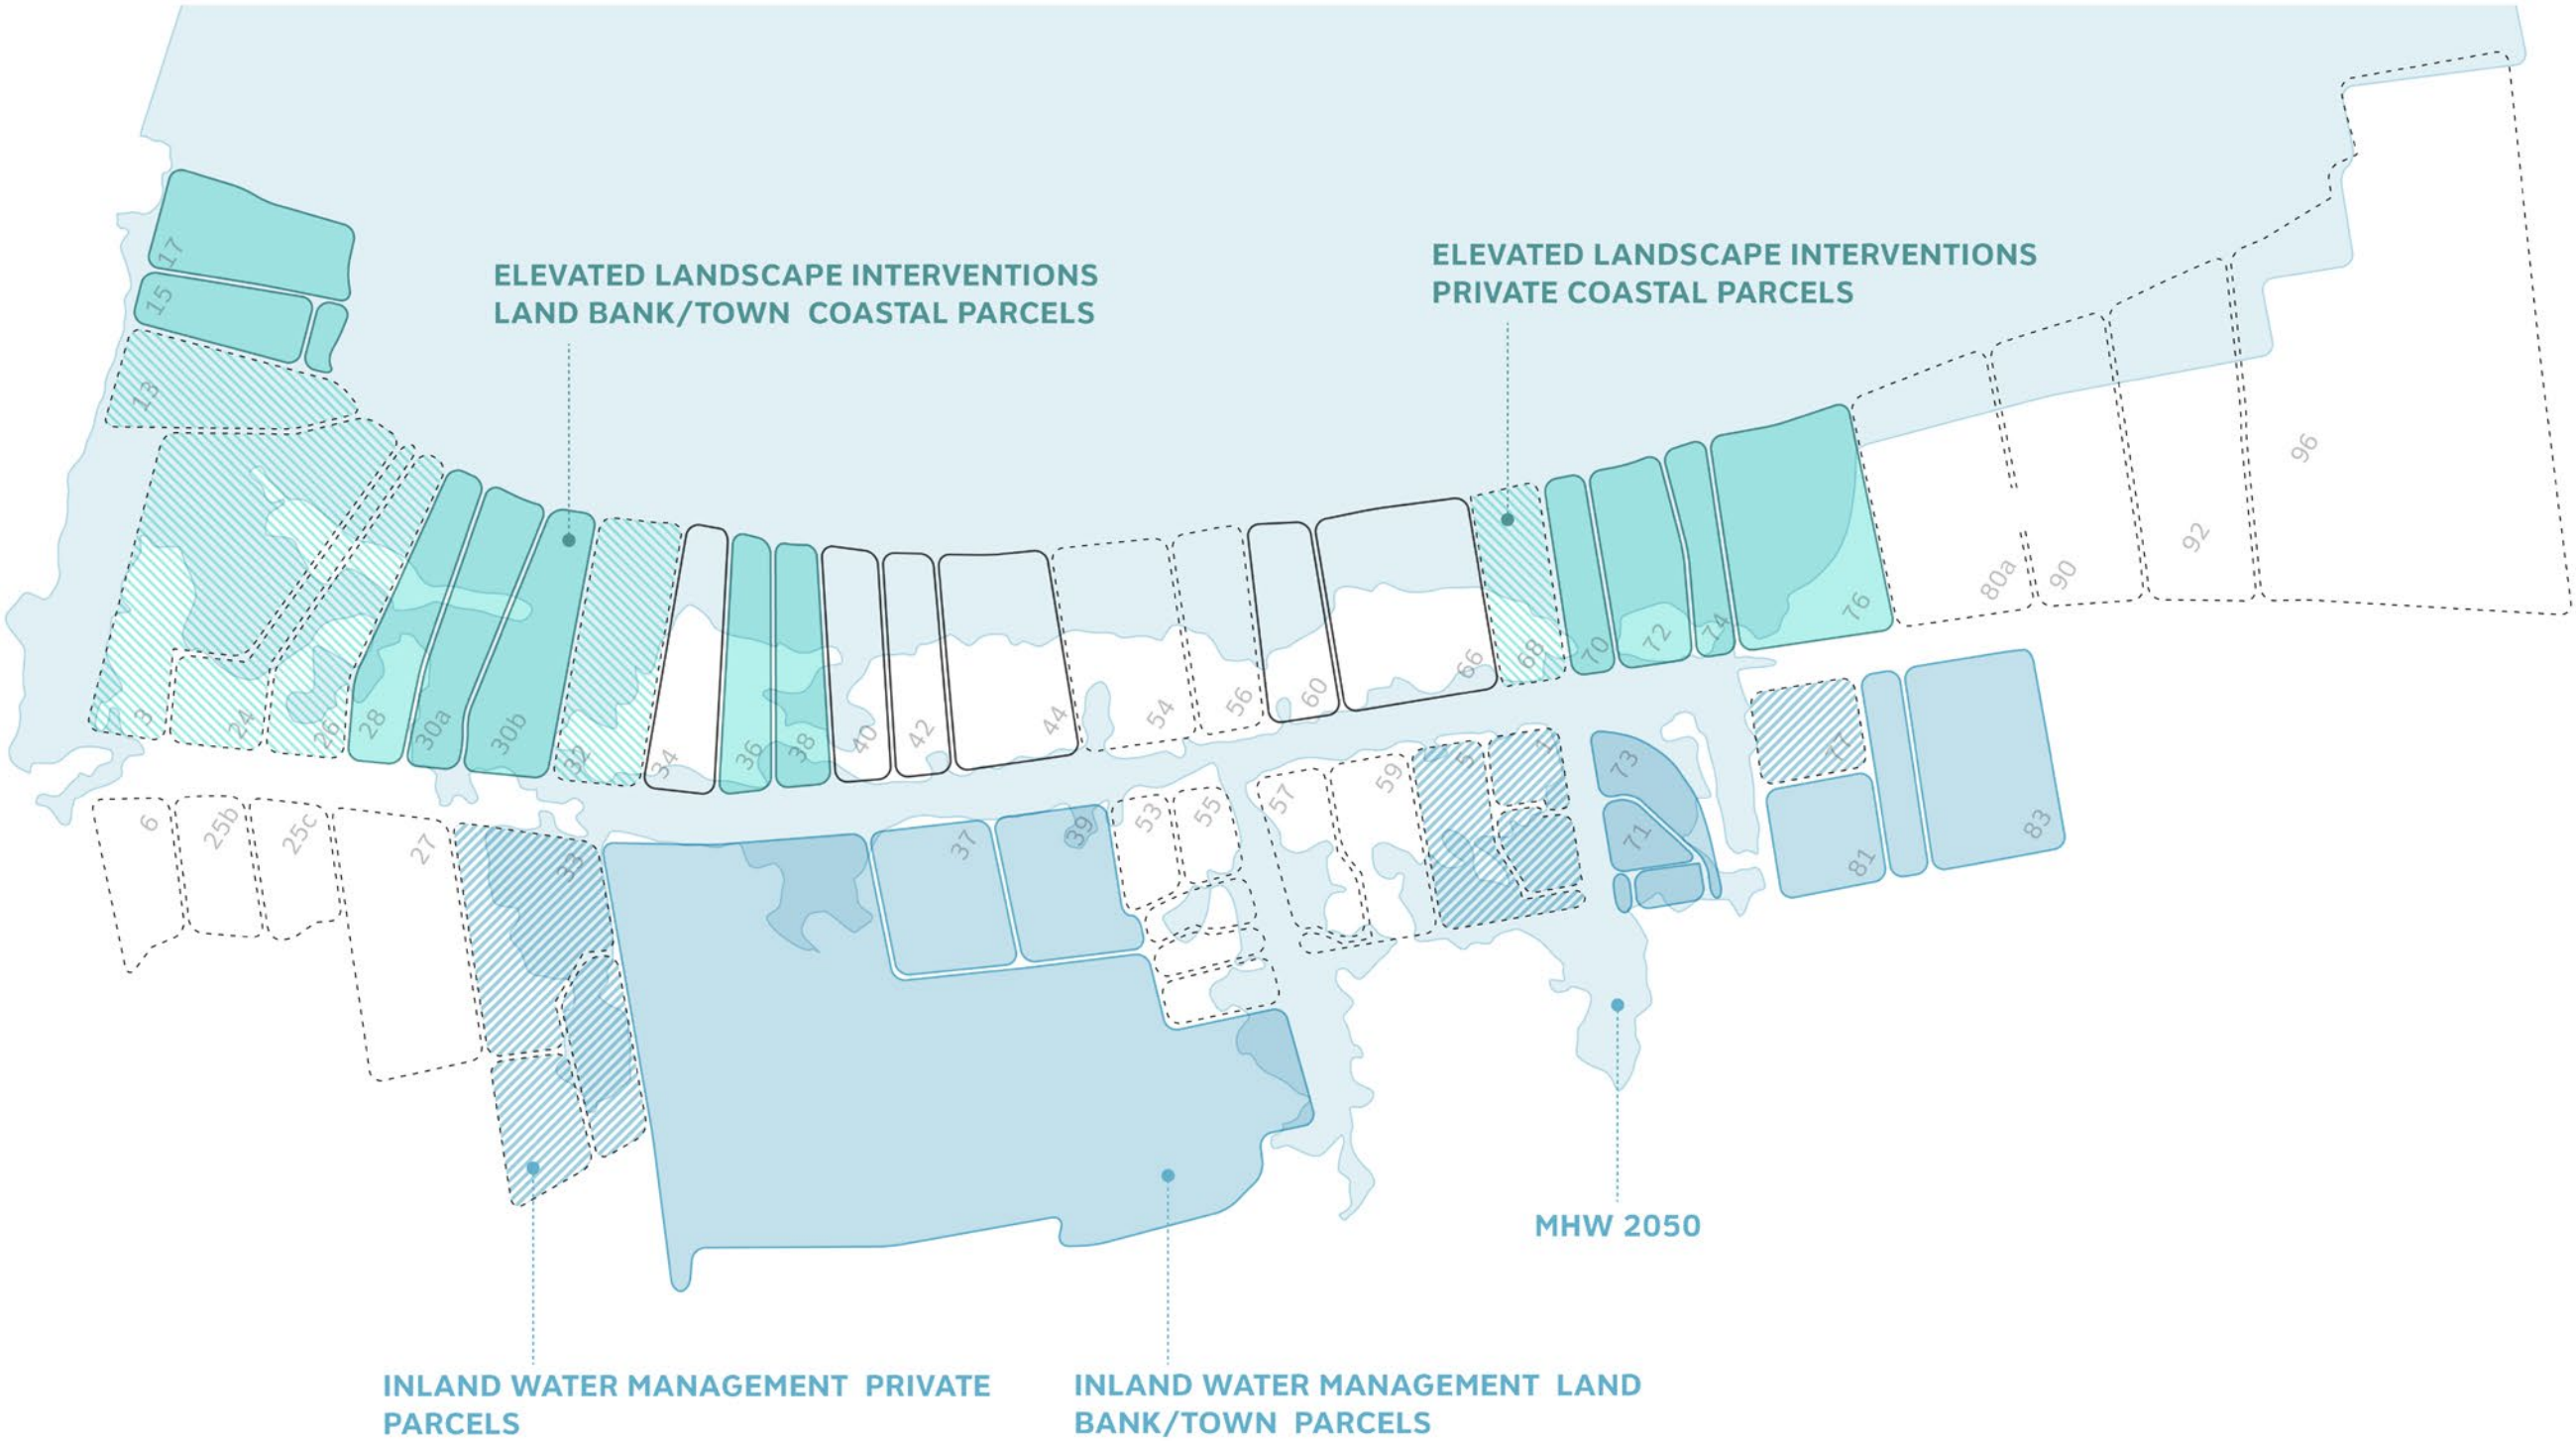 ELEVATED LANDSCAPE INTERVENTIONS
LAND BANK/TOWN COASTAL PARCELS
ELEVATED LANDSCAPE INTERVENTIONS
PRIVATE COASTAL PARCELS
17
15
13
3
24
26
28
30a
30b
32
34
36
38
40
42
44
54
56
60
66
68
70
72
74
76
80a
90
92
96
6
25b
25c
27
33
37
39
53
55
57
59
73
71
77
81
83
MHW 2050
INLAND WATER MANAGEMENT PRIVATE
PARCELS
INLAND WATER MANAGEMENT LAND
BANK/TOWN PARCELS